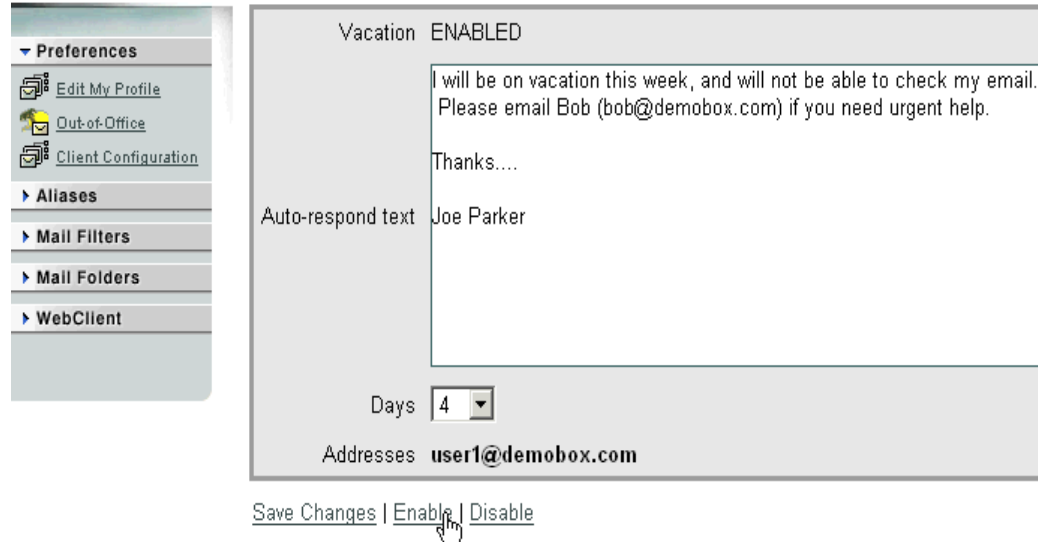 Preferences
Edit My Profile
Out-of-Office
Client Configuration
Aliases
Mail Filters
Mail Folders
WebClient
Vacation ENABLED
Auto-respond text
I will be on vacation this week, and will not be able to check my email.
Please email Bob (bob@demobox.com) if you need urgent help.
Thanks....
Joe Parker
Days 4
Addresses user1@demobox.com
Save Changes | Enable | Disable